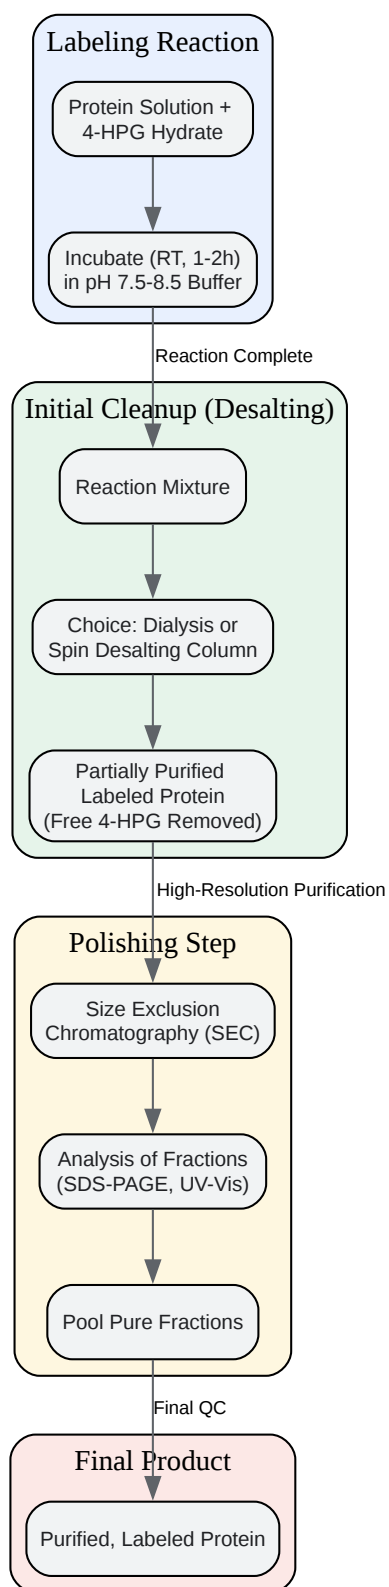 Labeling Reaction
Protein Solution +
4-HPG Hydrate
Incubate (RT, 1-2h)
in pH 7.5-8.5 Buffer
Reaction Complete
Initial Cleanup (Desalting)
Reaction Mixture
Choice: Dialysis or
Spin Desalting Column
Partially Purified
Labeled Protein
(Free 4-HPG Removed)
High-Resolution Purification
Polishing Step
Size Exclusion
Chromatography (SEC)
Analysis of Fractions
(SDS-PAGE, UV-Vis)
Pool Pure Fractions
Final QC
Final Product
Purified, Labeled Protein